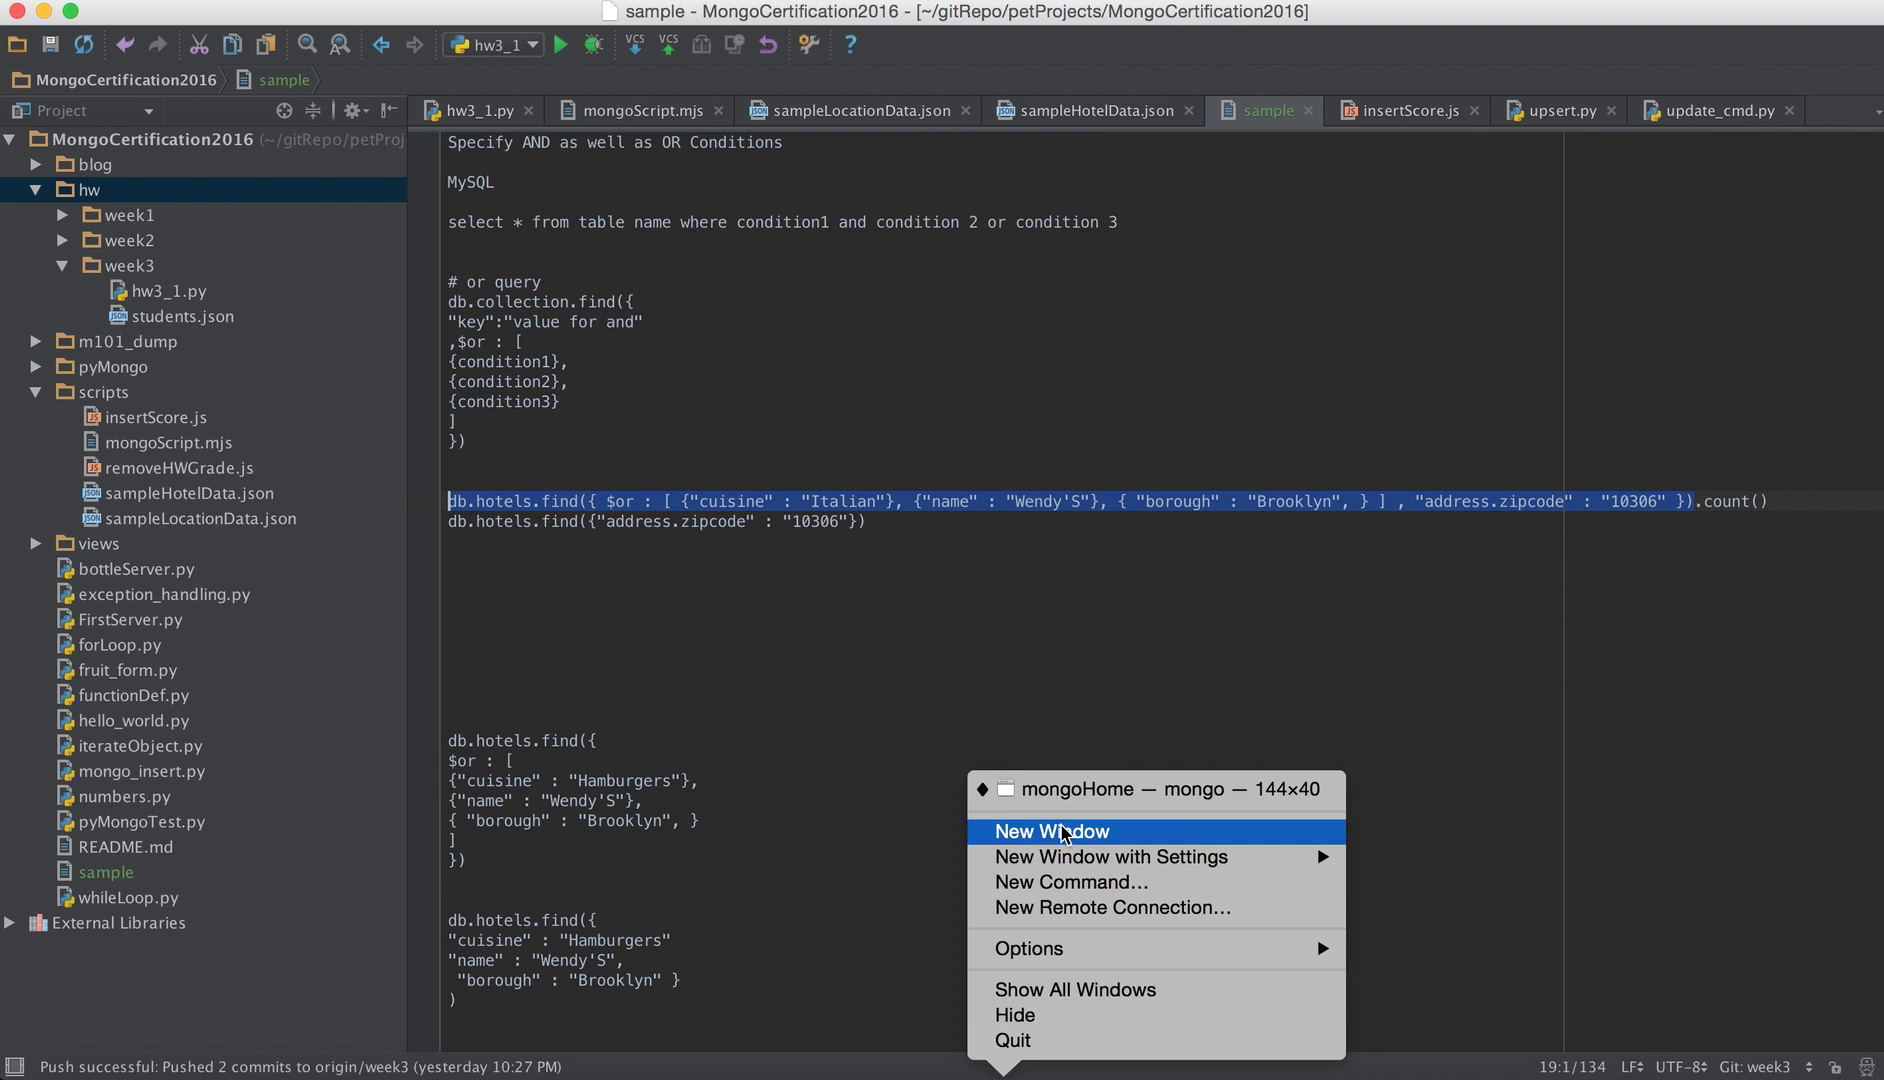 sample - MongoCertification2016 - [~/gitRepo/petProjects/MongoCertification2016]
hw3_1
VCS VCS ?
MongoCertification2016 sample
Project
hw3_1.py mongoScript.mjs sampleLocationData.json sampleHotelData.json sample insertScore.js upsert.py update_cmd.py
MongoCertification2016 (~/gitRepo/petProj
blog
hw
week1
week2
week3
hw3_1.py
students.json
m101_dump
pyMongo
scripts
insertScore.js
mongoScript.mjs
removeHWGrade.js
sampleHotelData.json
sampleLocationData.json
views
bottleServer.py
exception_handling.py
FirstServer.py
forLoop.py
fruit_form.py
functionDef.py
hello_world.py
iterateObject.py
mongo_insert.py
numbers.py
pyMongoTest.py
README.md
sample
whileLoop.py
External Libraries
Specify AND as well as OR Conditions
MySQL
select * from table name where condition1 and condition 2 or condition 3
# or query
db.collection.find({
"key":"value for and"
,$or : [
{condition1},
{condition2},
{condition3}
]
})
db.hotels.find({ $or : [ {"cuisine" : "Italian"}, {"name" : "Wendy'S"}, { "borough" : "Brooklyn", } ] , "address.zipcode" : "10306" }).count()
db.hotels.find({"address.zipcode" : "10306"})
db.hotels.find({
$or : [
{"cuisine" : "Hamburgers"},
{"name" : "Wendy'S"},
{ "borough" : "Brooklyn", }
]
})
db.hotels.find({
"cuisine" : "Hamburgers"
"name" : "Wendy'S",
"borough" : "Brooklyn" }
)
mongoHome — mongo — 144×40
New Window
New Window with Settings
New Command...
New Remote Connection...
Options
Show All Windows
Hide
Quit
Push successful: Pushed 2 commits to origin/week3 (yesterday 10:27 PM)
19:1/134 LF UTF-8 Git: week3